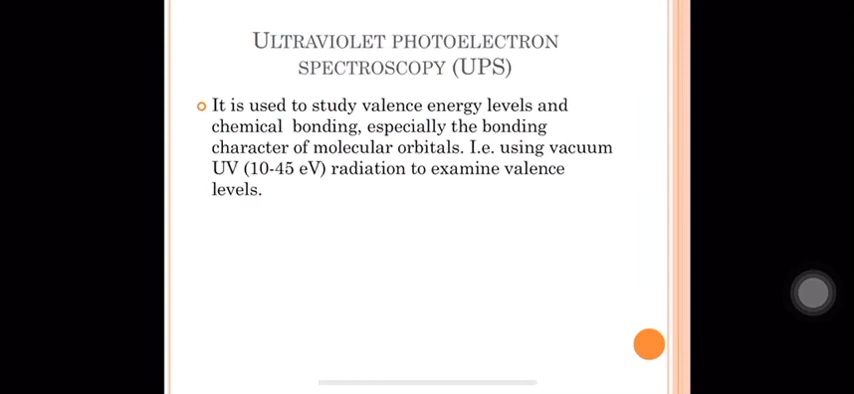 ULTRAVIOLET PHOTOELECTRON
SPECTROSCOPY (UPS)
It is used to study valence energy levels and
chemical bonding, especially the bonding
character of molecular orbitals. I.e. using vacuum
UV (10-45 eV) radiation to examine valence
levels.